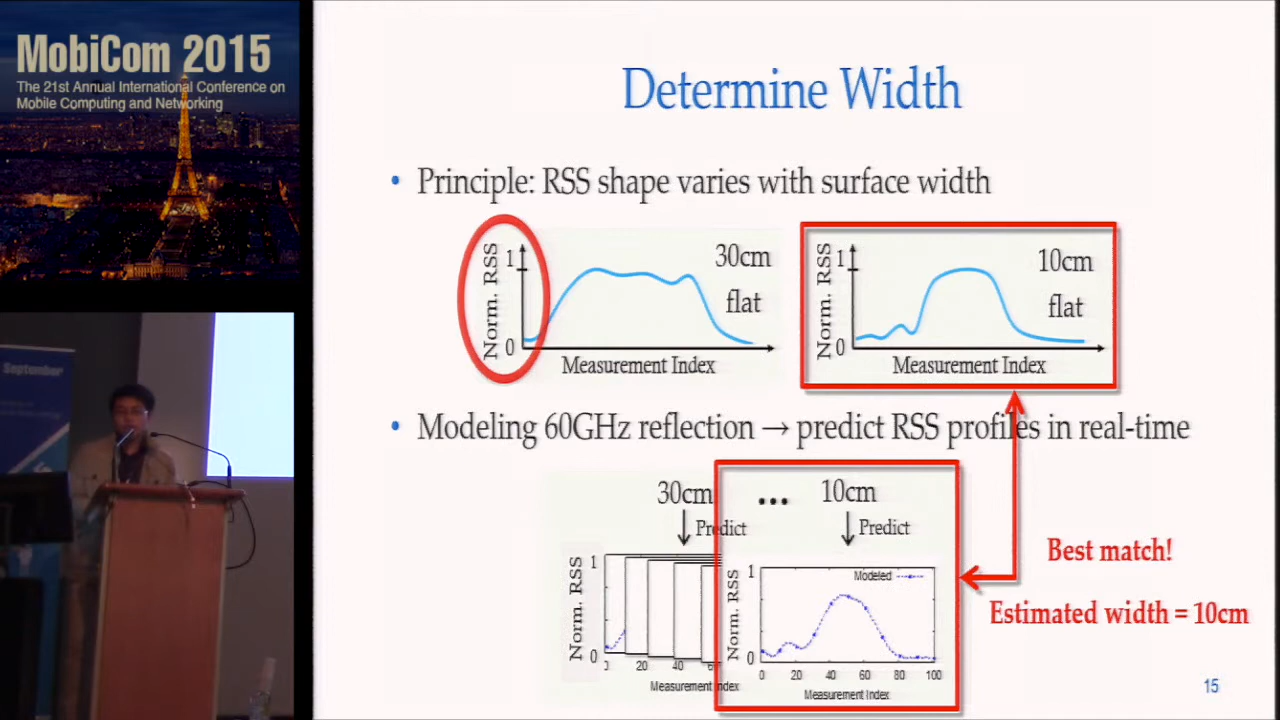 MobiCom 2015
The 21st Annual International Conference on
Mobile Computing and Networking
September
Determine Width
• Principle: RSS shape varies with surface width
Norm. RSS
1
0
30cm
flat
Measurement Index
Norm. RSS
1
0
10cm
flat
Measurement Index
• Modeling 60GHz reflection → predict RSS profiles in real-time
30cm
Predict
...
10cm
Predict
Norm. RSS
1
0
20
40
Measurement Index
Norm. RSS
1
0
Modeled
0 20 40 60 80 100
Measurement Index
Best match!
Estimated width = 10cm
15